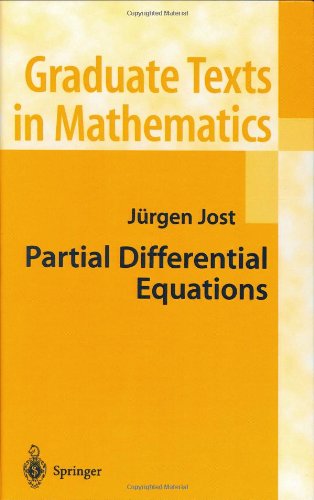 Graduate Texts
in Mathematics
Jürgen Jost
Partial Differential
Equations
Springer